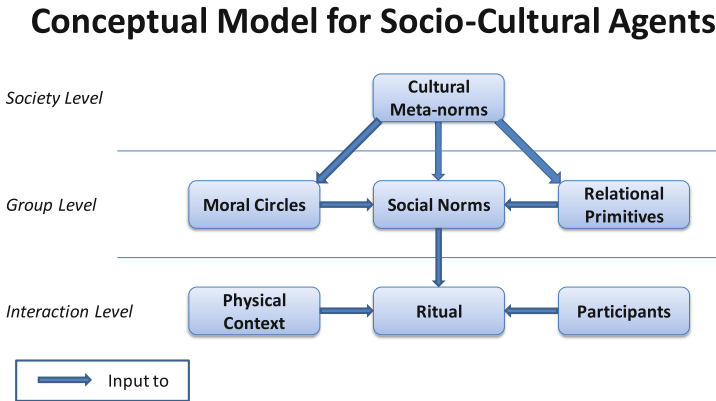 Conceptual Model for Socio-Cultural Agents
Society Level
Cultural
Meta-norms
Group Level
Moral Circles
Social Norms
Relational
Primitives
Interaction Level
Physical
Context
Ritual
Participants
Input to